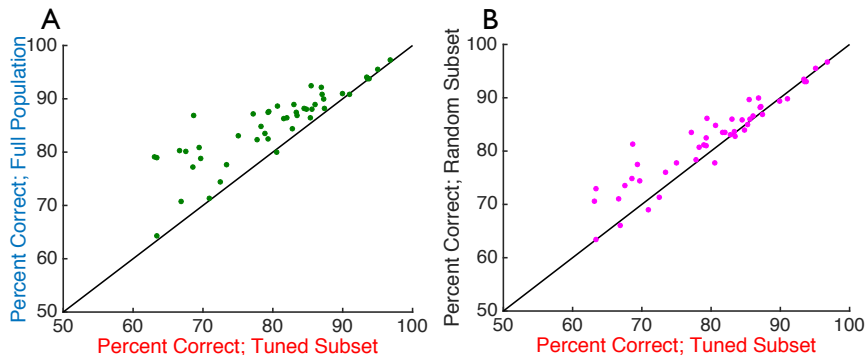 A
Percent Correct; Full Population
100
90
80
70
60
50
50 60 70 80 90 100
Percent Correct; Tuned Subset
B
Percent Correct; Random Subset
100
90
80
70
60
50
50 60 70 80 90 100
Percent Correct; Tuned Subset